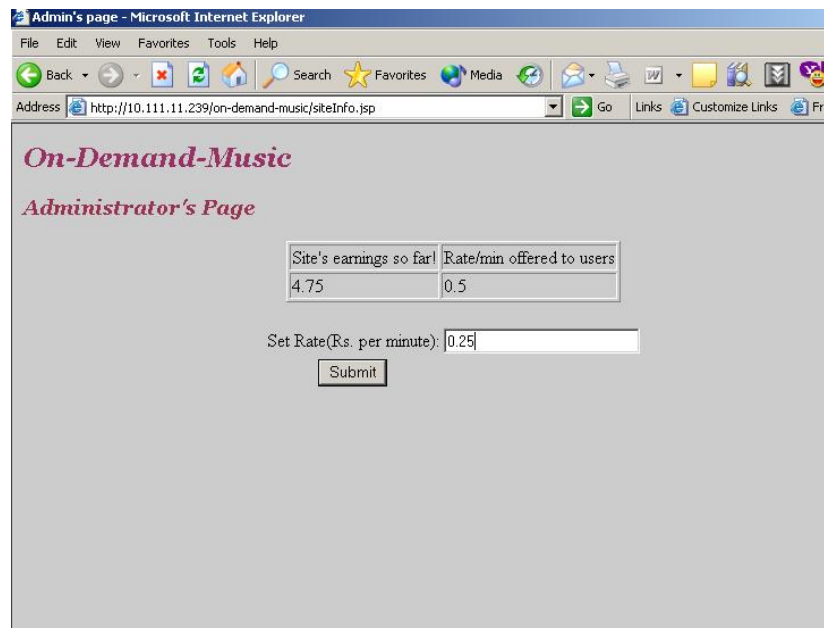 Admin's page - Microsoft Internet Explorer
File Edit View Favorites Tools Help
Back Search Favorites Media
Address http://10.111.11.239/on-demand-music/siteInfo.jsp Go Links Customize Links Fr
On-Demand-Music
Administrator's Page
Site's earnings so far! Rate/min offered to users
4.75 0.5
Set Rate(Rs. per minute): 0.25
Submit